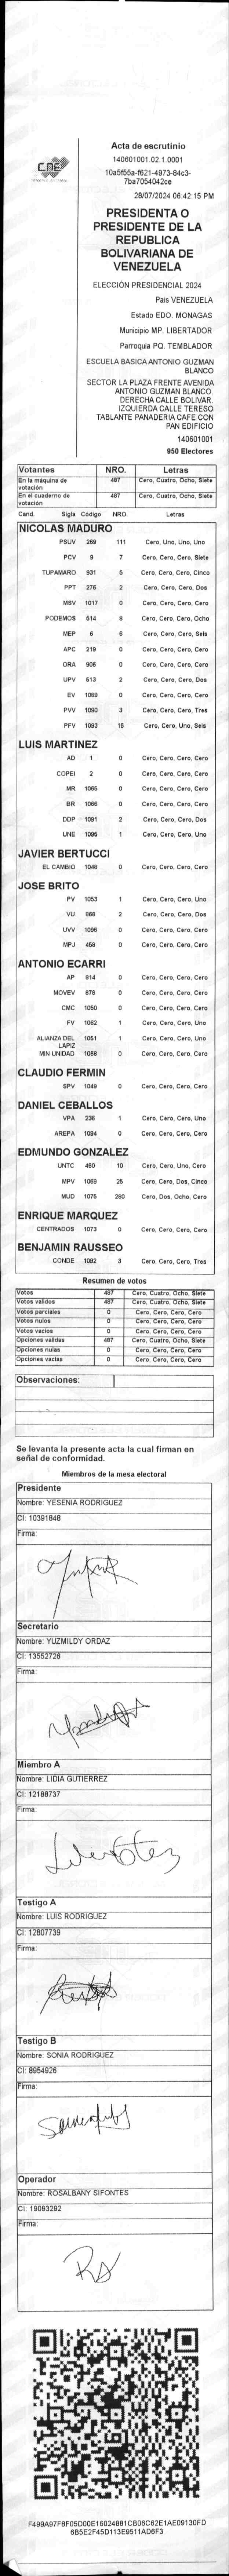 CNE
Acta de escrutinio
140601001.02.1.0001
10a5f55a-f621-4973-84c3-
7ba7054042ce
28/07/2024 06:42:15 PM
PRESIDENTA O
PRESIDENTE DE LA
REPUBLICA
BOLIVARIANA DE
VENEZUELA
ELECCIÓN PRESIDENCIAL 2024
Pais VENEZUELA
Estado EDO. MONAGAS
Municipio MP. LIBERTADOR
Parroquia PQ. TEMBLADOR
ESCUELA BASICA ANTONIO GUZMAN
BLANCO
SECTOR LA PLAZA FRENTE AVENIDA
ANTONIO GUZMAN BLANCO.
DERECHA CALLE BOLIVAR.
IZQUIERDA CALLE TERESO
TABLANTE PANADERIA CAFE CON
PAN EDIFICIO
140601001
950 Electores
Votantes NRO. Letras
En la máquina de votación 487 Cero, Cuatro, Ocho, Siete
En el cuaderno de votación 487 Cero, Cuatro, Ocho, Siete
Cand. Sigla Código NRO. Letras
NICOLAS MADURO
PSUV 269 111 Cero, Uno, Uno, Uno
PCV 9 7 Cero, Cero, Cero, Siete
TUPAMARO 931 5 Cero, Cero, Cero, Cinco
PPT 276 2 Cero, Cero, Cero, Dos
MSV 1017 0 Cero, Cero, Cero, Cero
PODEMOS 514 8 Cero, Cero, Cero, Ocho
MEP 6 6 Cero, Cero, Cero, Seis
APC 219 0 Cero, Cero, Cero, Cero
ORA 906 0 Cero, Cero, Cero, Cero
UPV 513 2 Cero, Cero, Cero, Dos
EV 1089 0 Cero, Cero, Cero, Cero
PVV 1090 3 Cero, Cero, Cero, Tres
PFV 1093 16 Cero, Cero, Uno, Seis
LUIS MARTINEZ
AD 1 0 Cero, Cero, Cero, Cero
COPEI 2 0 Cero, Cero, Cero, Cero
MR 1065 0 Cero, Cero, Cero, Cero
BR 1066 0 Cero, Cero, Cero, Cero
DDP 1091 2 Cero, Cero, Cero, Dos
UNE 1095 1 Cero, Cero, Cero, Uno
JAVIER BERTUCCI
EL CAMBIO 1048 0 Cero, Cero, Cero, Cero
JOSE BRITO
PV 1053 1 Cero, Cero, Cero, Uno
VU 868 2 Cero, Cero, Cero, Dos
UVV 1096 0 Cero, Cero, Cero, Cero
MPJ 458 0 Cero, Cero, Cero, Cero
ANTONIO ECARRI
AP 914 0 Cero, Cero, Cero, Cero
MOVEV 879 0 Cero, Cero, Cero, Cero
CMC 1050 0 Cero, Cero, Cero, Cero
FV 1062 1 Cero, Cero, Cero, Uno
ALIANZA DEL LAPIZ 1051 1 Cero, Cero, Cero, Uno
MIN UNIDAD 1068 0 Cero, Cero, Cero, Cero
CLAUDIO FERMIN
SPV 1049 0 Cero, Cero, Cero, Cero
DANIEL CEBALLOS
VPA 236 1 Cero, Cero, Cero, Uno
AREPA 1094 0 Cero, Cero, Cero, Cero
EDMUNDO GONZALEZ
UNTC 460 10 Cero, Cero, Uno, Cero
MPV 1069 25 Cero, Cero, Dos, Cinco
MUD 1075 280 Cero, Dos, Ocho, Cero
ENRIQUE MARQUEZ
CENTRADOS 1073 0 Cero, Cero, Cero, Cero
BENJAMIN RAUSSEO
CONDE 1082 3 Cero, Cero, Cero, Tres
Resumen de votos
Votos 487 Cero, Cuatro, Ocho, Siete
Votos validos 487 Cero, Cuatro, Ocho, Siete
Votos parciales 0 Cero, Cero, Cero, Cero
Votos nulos 0 Cero, Cero, Cero, Cero
Votos vacíos 0 Cero, Cero, Cero, Cero
Opciones validas 487 Cero, Cuatro, Ocho, Siete
Opciones nulas 0 Cero, Cero, Cero, Cero
Opciones vacías 0 Cero, Cero, Cero, Cero
Observaciones:
Se levanta la presente acta la cual firman en
señal de conformidad.
Miembros de la mesa electoral
Presidente
Nombre: YESENIA RODRIGUEZ
CI: 10391848
Firma:
Secretario
Nombre: YUZMILDY ORDAZ
CI: 13552726
Firma:
Miembro A
Nombre: LIDIA GUTIERREZ
CI: 12188737
Firma:
Testigo A
Nombre: LUIS RODRIGUEZ
CI: 12807739
Firma:
Testigo B
Nombre: SONIA RODRIGUEZ
CI: 8954926
Firma:
Operador
Nombre: ROSALBANY SIFONTES
CI: 19093292
Firma:
F499A97F8F05D00E16024881CB06C62E1AE09130FD
6B5E2F45D113E9511AD6F3